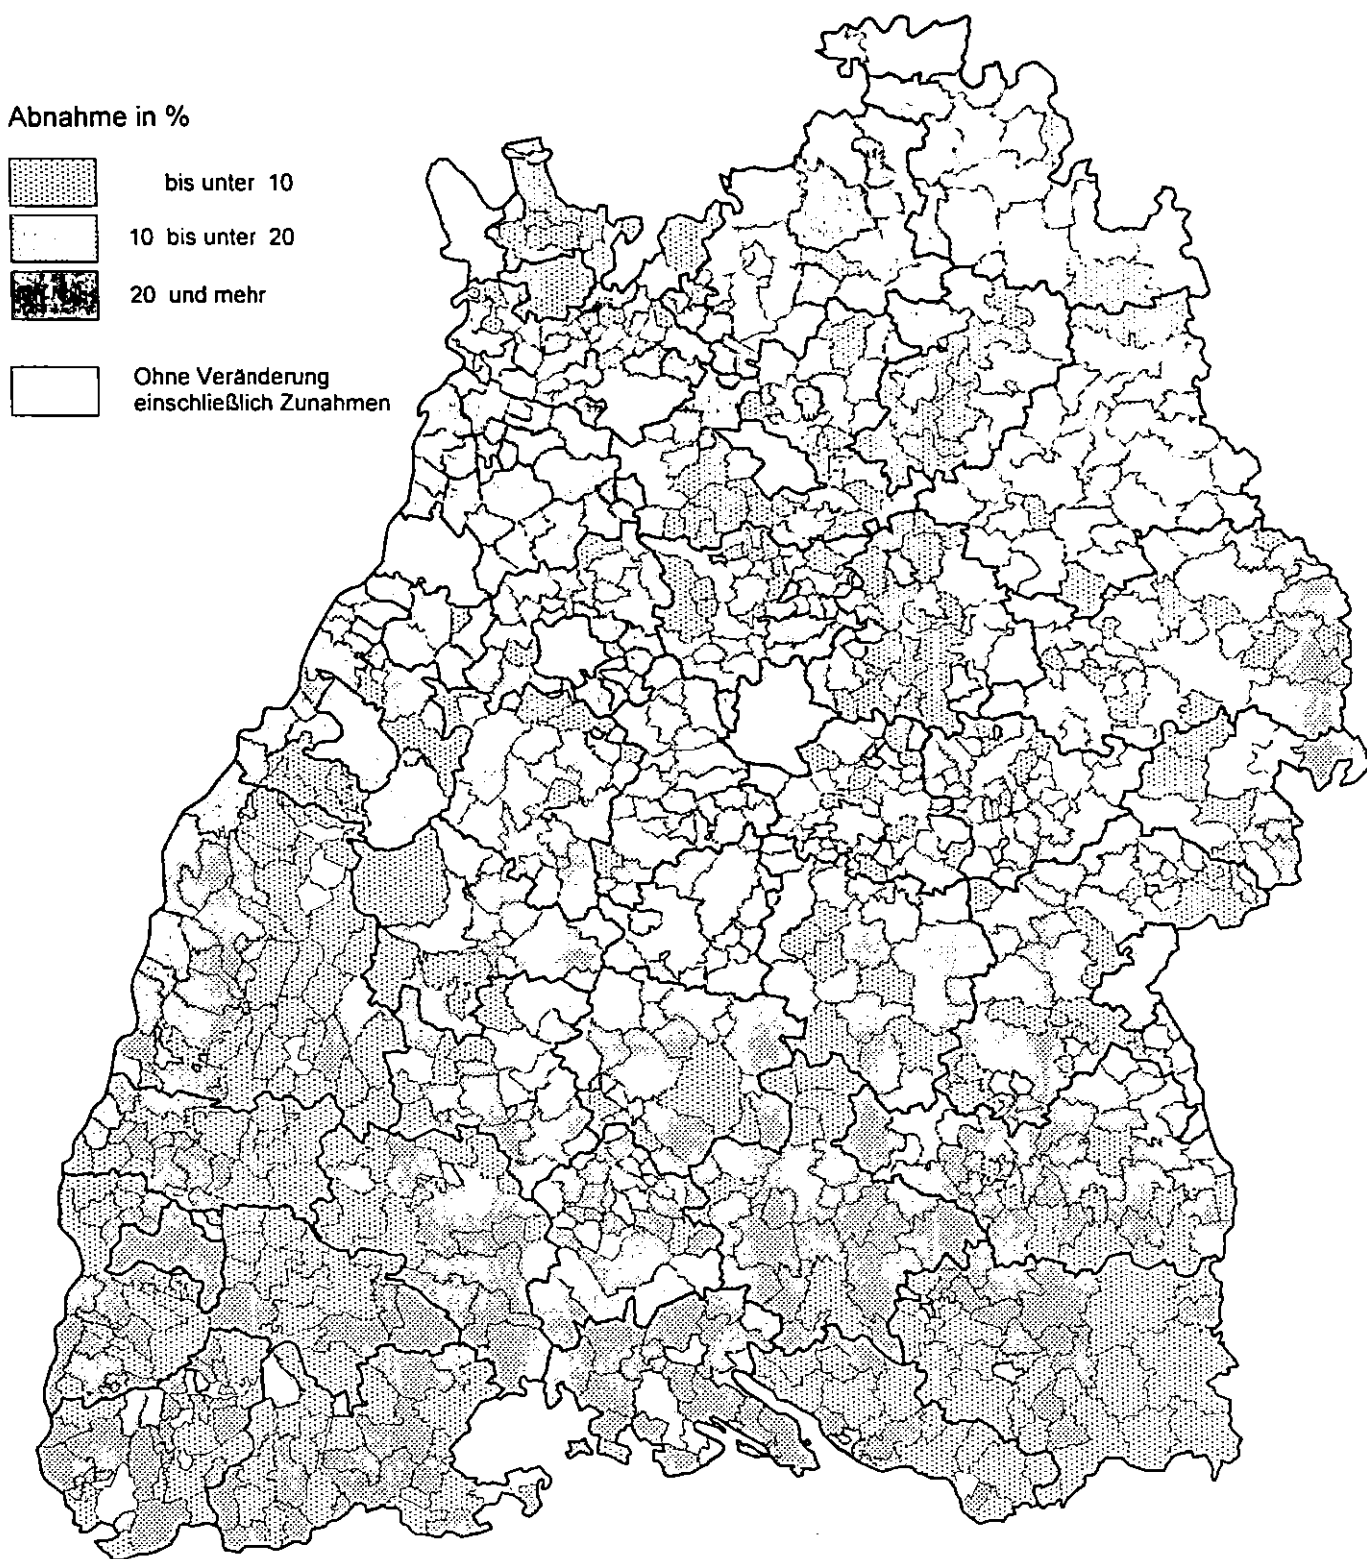 Abnahme in %
bis unter 10
10 bis unter 20
20 und mehr
Ohne Veränderung
einschließlich Zunahmen